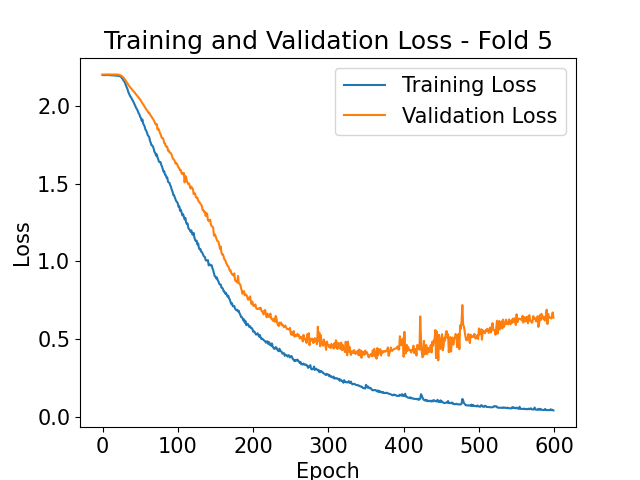 Training and Validation Loss - Fold 5
Training Loss
Validation Loss
Loss
2.0
1.5
1.0
0.5
0.0
0 100 200 300 400 500 600
Epoch